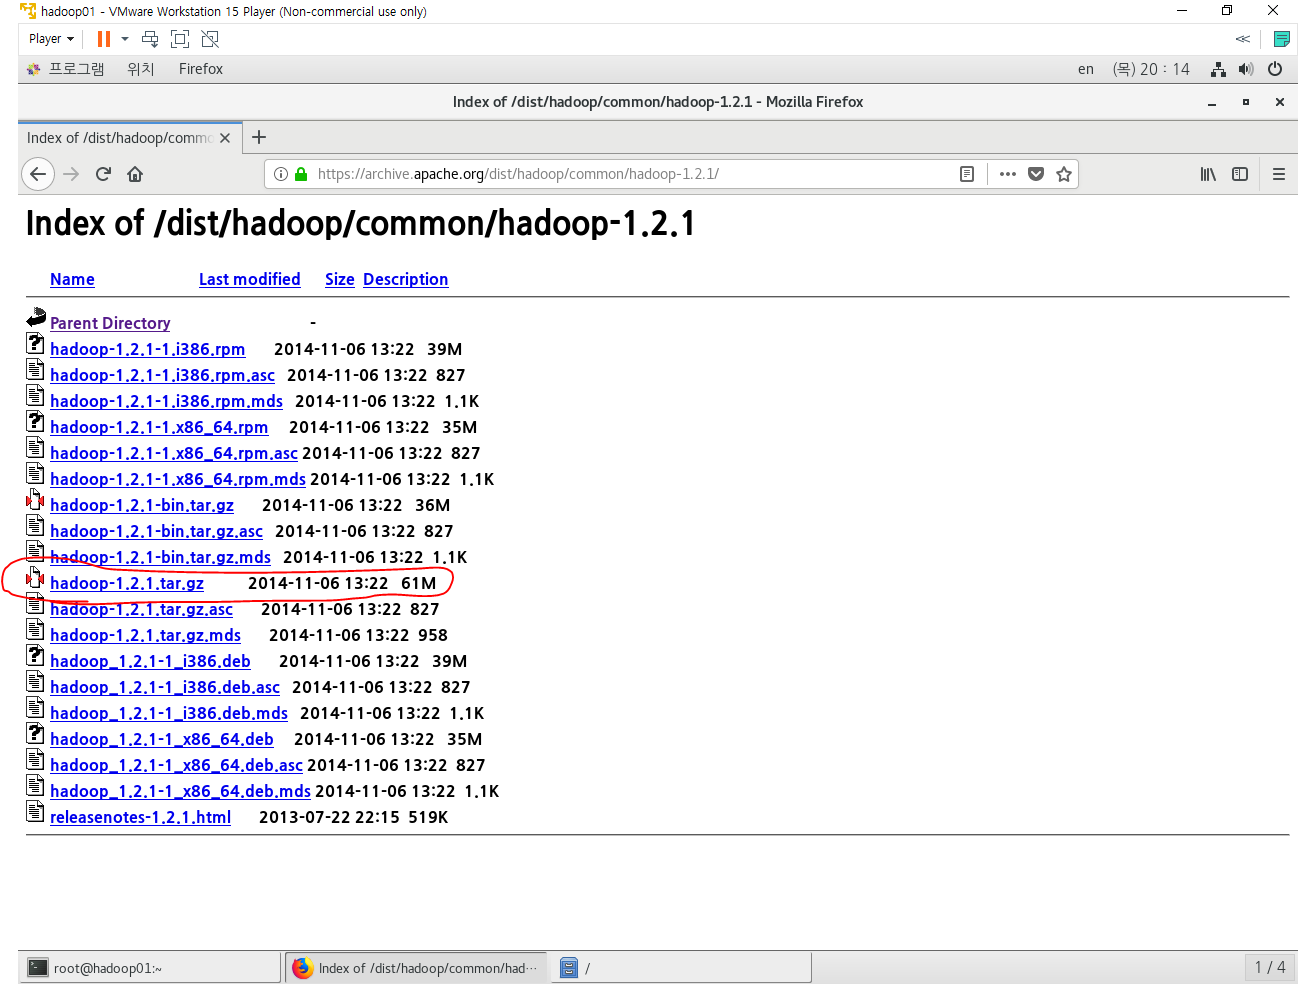 hadoop01 - VMware Workstation 15 Player (Non-commercial use only)
Player
프로그램 위치 Firefox en (목) 20 : 14
Index of /dist/hadoop/common/hadoop-1.2.1 - Mozilla Firefox
Index of /dist/hadoop/commo
https://archive.apache.org/dist/hadoop/common/hadoop-1.2.1/
Index of /dist/hadoop/common/hadoop-1.2.1
Name Last modified Size Description
Parent Directory -
hadoop-1.2.1-1.i386.rpm 2014-11-06 13:22 39M
hadoop-1.2.1-1.i386.rpm.asc 2014-11-06 13:22 827
hadoop-1.2.1-1.i386.rpm.mds 2014-11-06 13:22 1.1K
hadoop-1.2.1-1.x86_64.rpm 2014-11-06 13:22 35M
hadoop-1.2.1-1.x86_64.rpm.asc 2014-11-06 13:22 827
hadoop-1.2.1-1.x86_64.rpm.mds 2014-11-06 13:22 1.1K
hadoop-1.2.1-bin.tar.gz 2014-11-06 13:22 36M
hadoop-1.2.1-bin.tar.gz.asc 2014-11-06 13:22 827
hadoop-1.2.1-bin.tar.gz.mds 2014-11-06 13:22 1.1K
hadoop-1.2.1.tar.gz 2014-11-06 13:22 61M
hadoop-1.2.1.tar.gz.asc 2014-11-06 13:22 827
hadoop-1.2.1.tar.gz.mds 2014-11-06 13:22 958
hadoop_1.2.1-1_i386.deb 2014-11-06 13:22 39M
hadoop_1.2.1-1_i386.deb.asc 2014-11-06 13:22 827
hadoop_1.2.1-1_i386.deb.mds 2014-11-06 13:22 1.1K
hadoop_1.2.1-1_x86_64.deb 2014-11-06 13:22 35M
hadoop_1.2.1-1_x86_64.deb.asc 2014-11-06 13:22 827
hadoop_1.2.1-1_x86_64.deb.mds 2014-11-06 13:22 1.1K
releasenotes-1.2.1.html 2013-07-22 22:15 519K
root@hadoop01:~ Index of /dist/hadoop/common/had… / 1 / 4